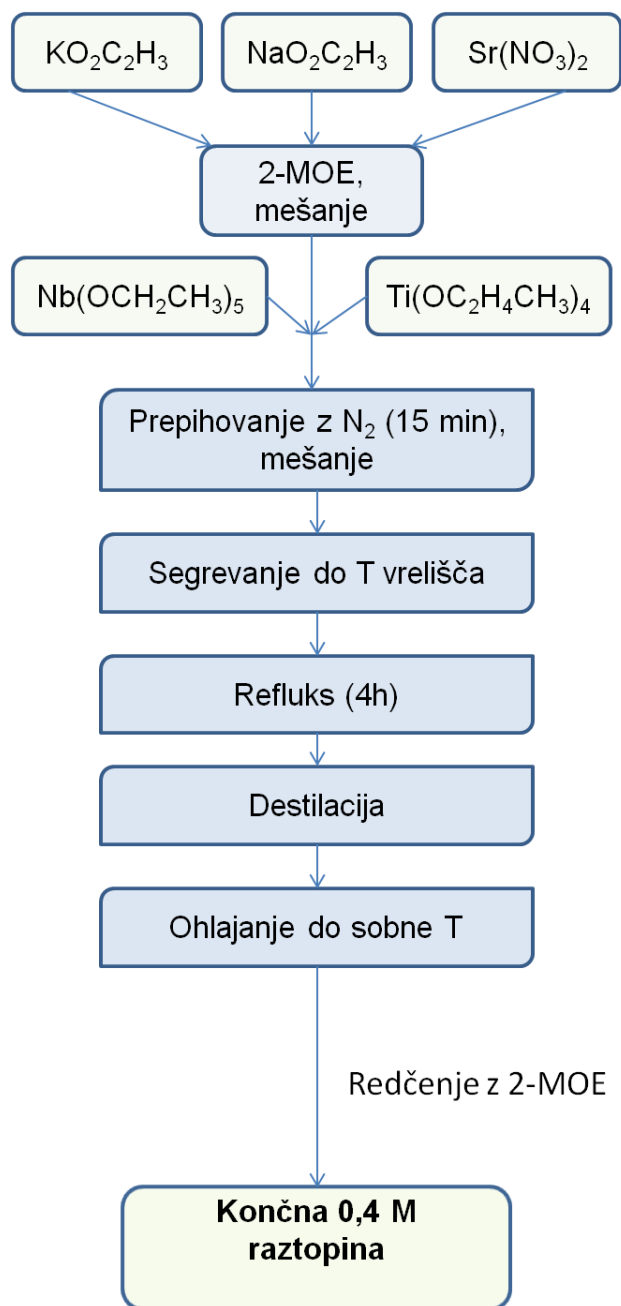 KO₂C₂H₃
NaO₂C₂H₃
Sr(NO₃)₂
2-MOE,
mešanje
Nb(OCH₂CH₃)₅
Ti(OC₂H₄CH₃)₄
Prepihovanje z N₂ (15 min),
mešanje
Segrevanje do T vrelišča
Refluks (4h)
Destilacija
Ohlajanje do sobne T
Redčenje z 2-MOE
Končna 0,4 M
raztopina